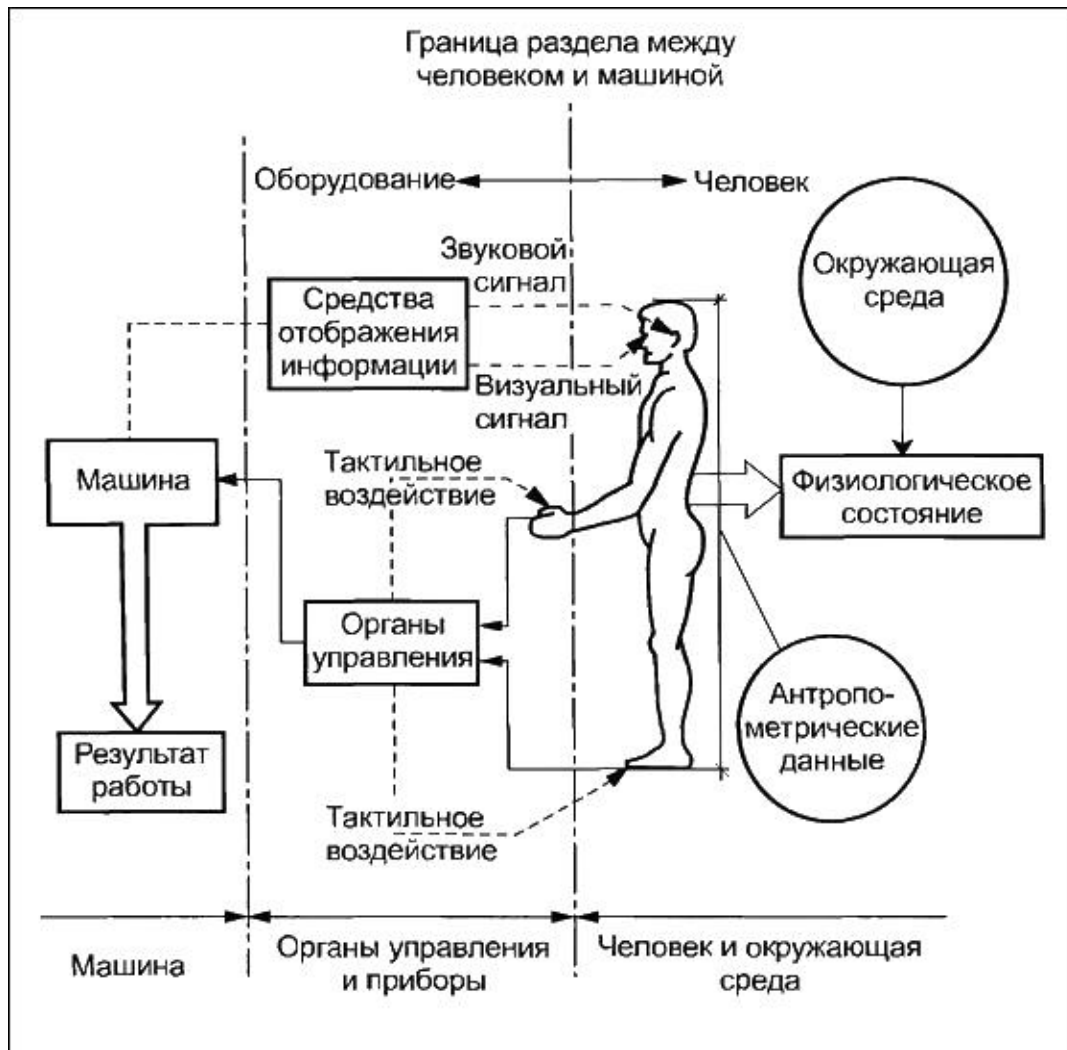 Граница раздела между
человеком и машиной
Оборудование
Человек
Звуковой
сигнал
Окружающая
среда
Средства
отображения
информации
Визуальный
сигнал
Тактильное
воздействие
Машина
Физиологическое
состояние
Органы
управления
Антропо-
метрические
данные
Результат
работы
Тактильное
воздействие
Машина
Органы управления
и приборы
Человек и окружающая
среда